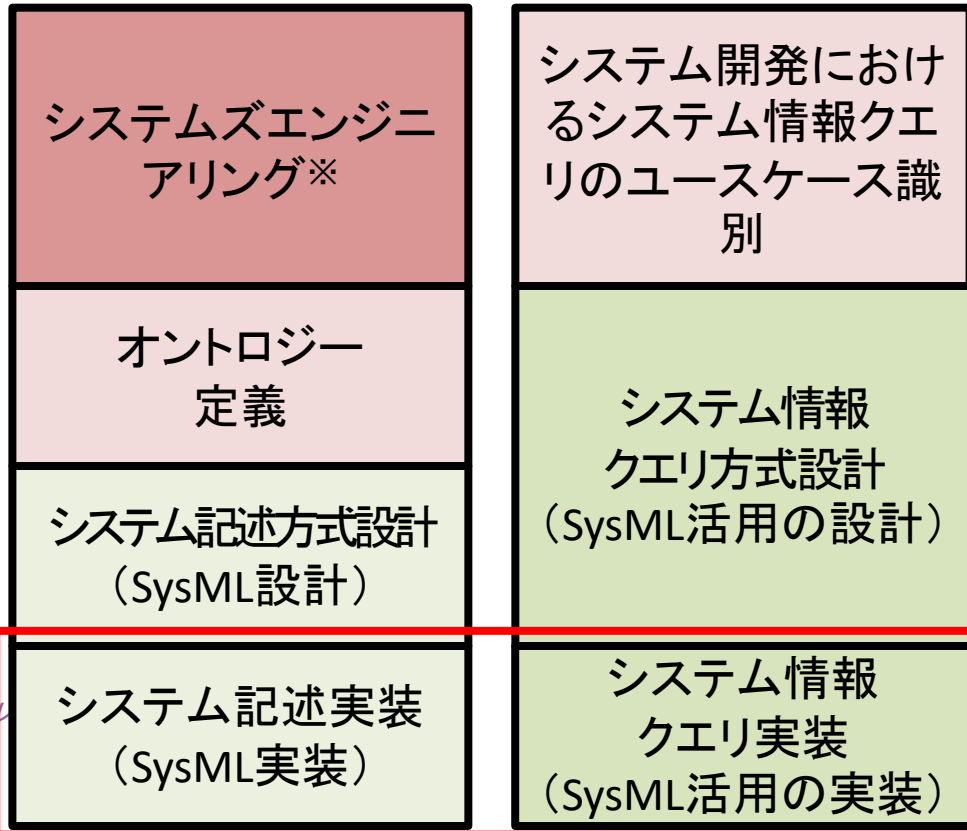 システムズエンジニ
アリング※
オントロジー
定義
システム記述方式設計
（SysML設計）
システム記述実装
（SysML実装）
システム開発におけ
るシステム情報クエ
リのユースケース識
別
システム情報
クエリ方式設計
（SysML活用の設計）
システム情報
クエリ実装
（SysML活用の実装）